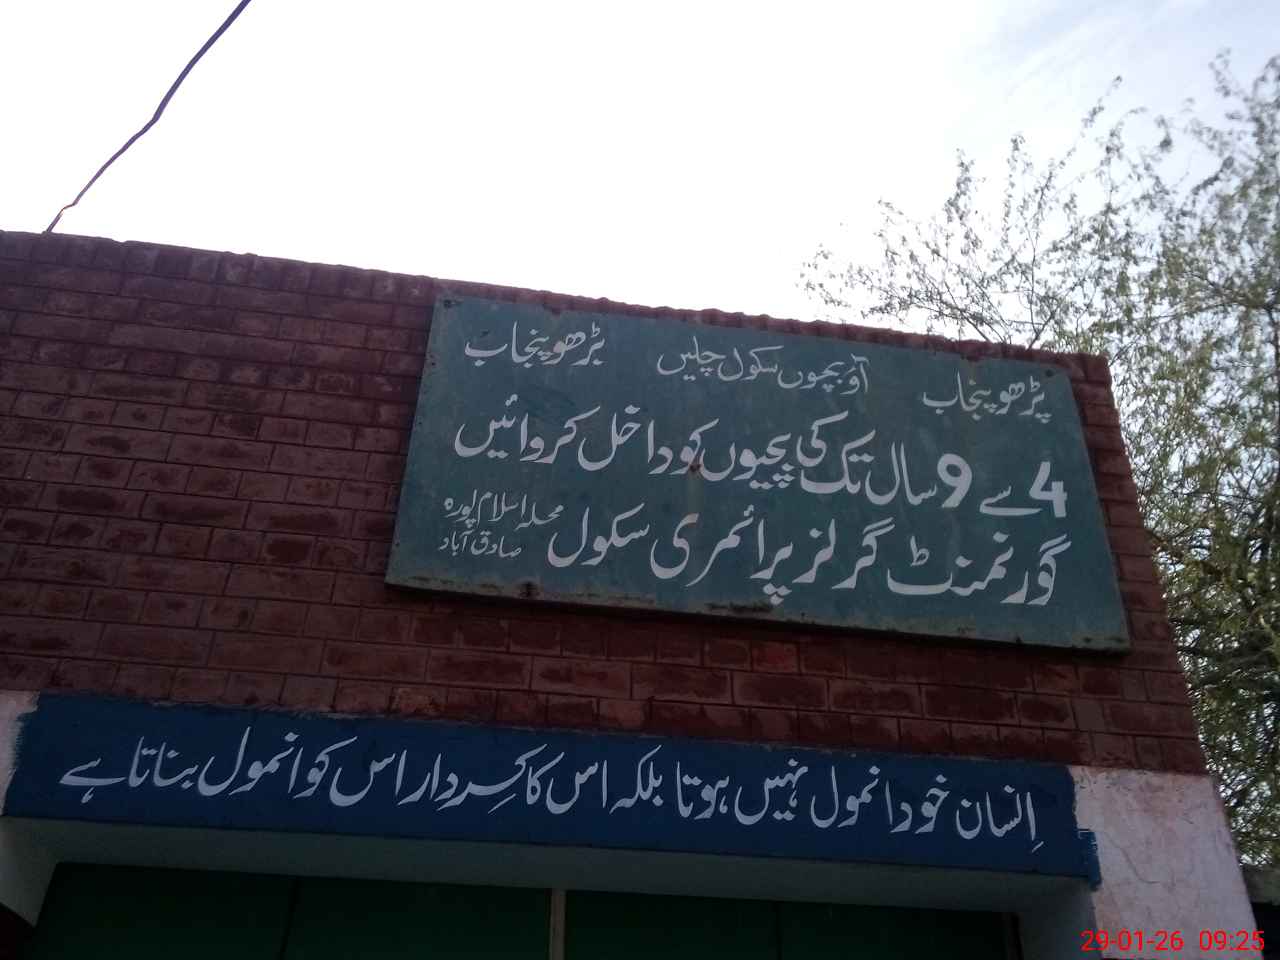 پڑھو پنجاب
آؤ بچوں سکول چلیں
پڑھو پنجاب
4 سے 9 سال تک کی بچیوں کو داخل کروائیں
گورنمنٹ گرلز پرائمری سکول
محلہ اسلام پورہ
صادق آباد
اِنسان خود انمول نہیں ہوتا بلکہ اس کا کِردار اس کو انمول بناتا ہے
29-01-26 09:25